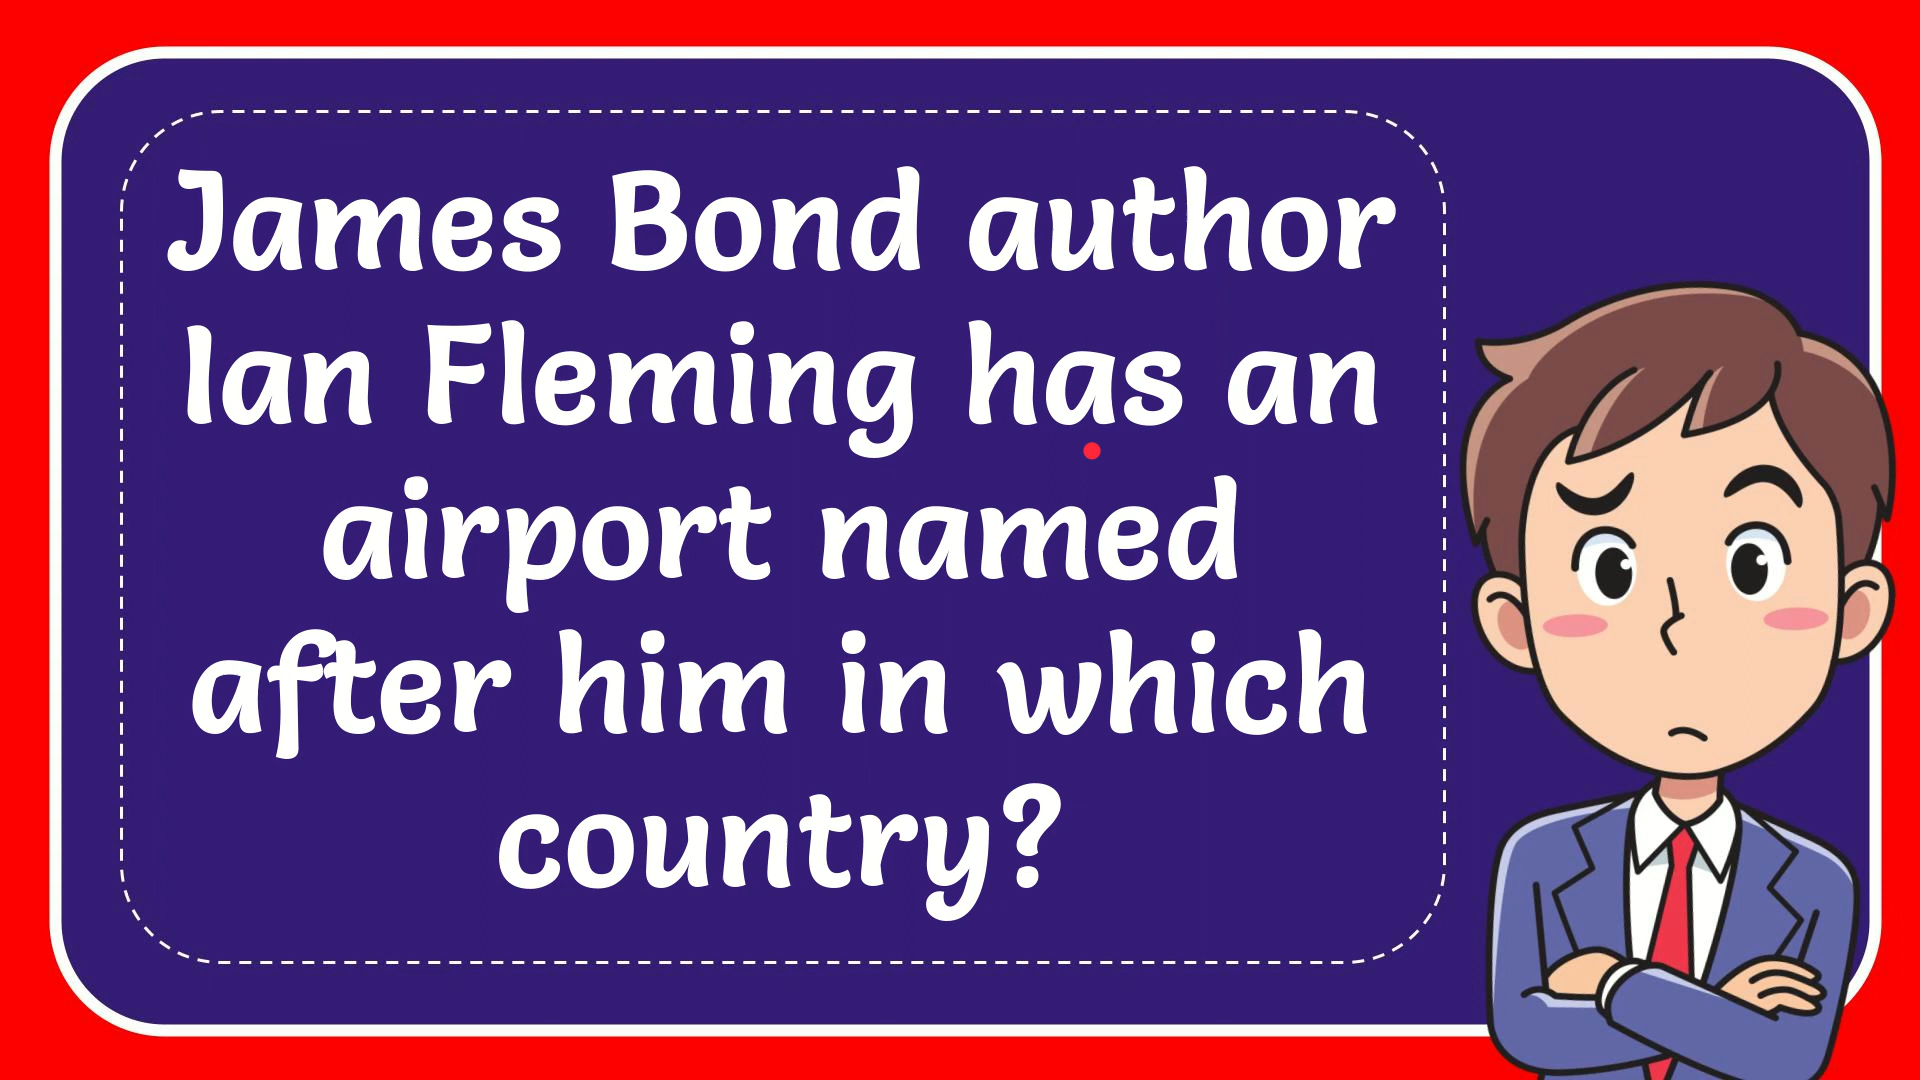 James Bond author
Ian Fleming has an
airport named
after him in which
country?